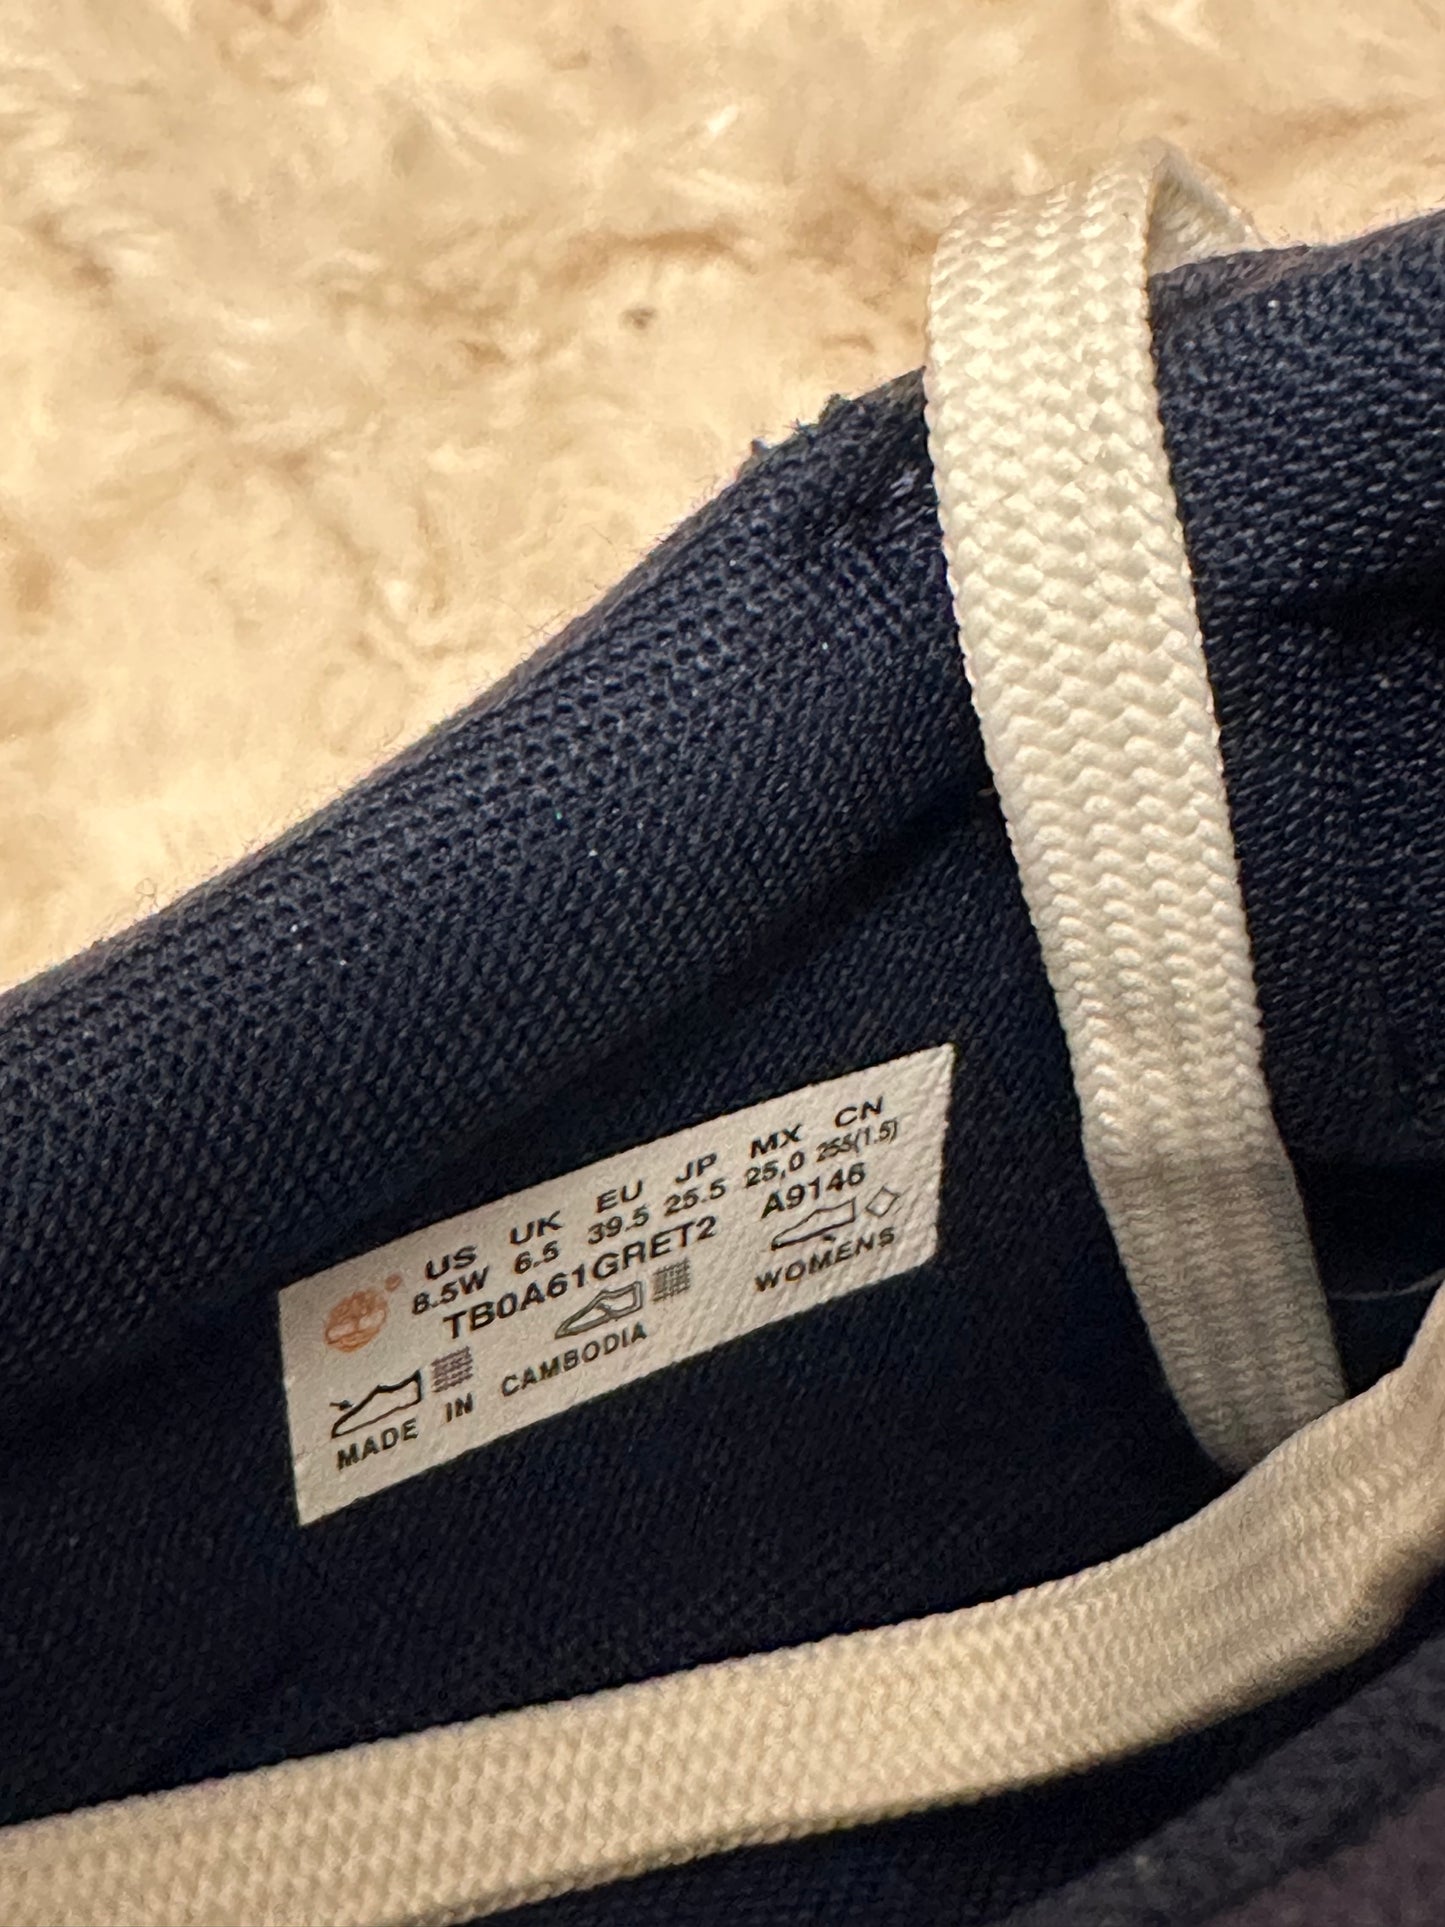 US UK EU JP MX CN
8.5W 6.5 39.5 25.5 25,0 255(1.5)
TB0A61GRET2 A9146
WOMENS
MADE IN CAMBODIA